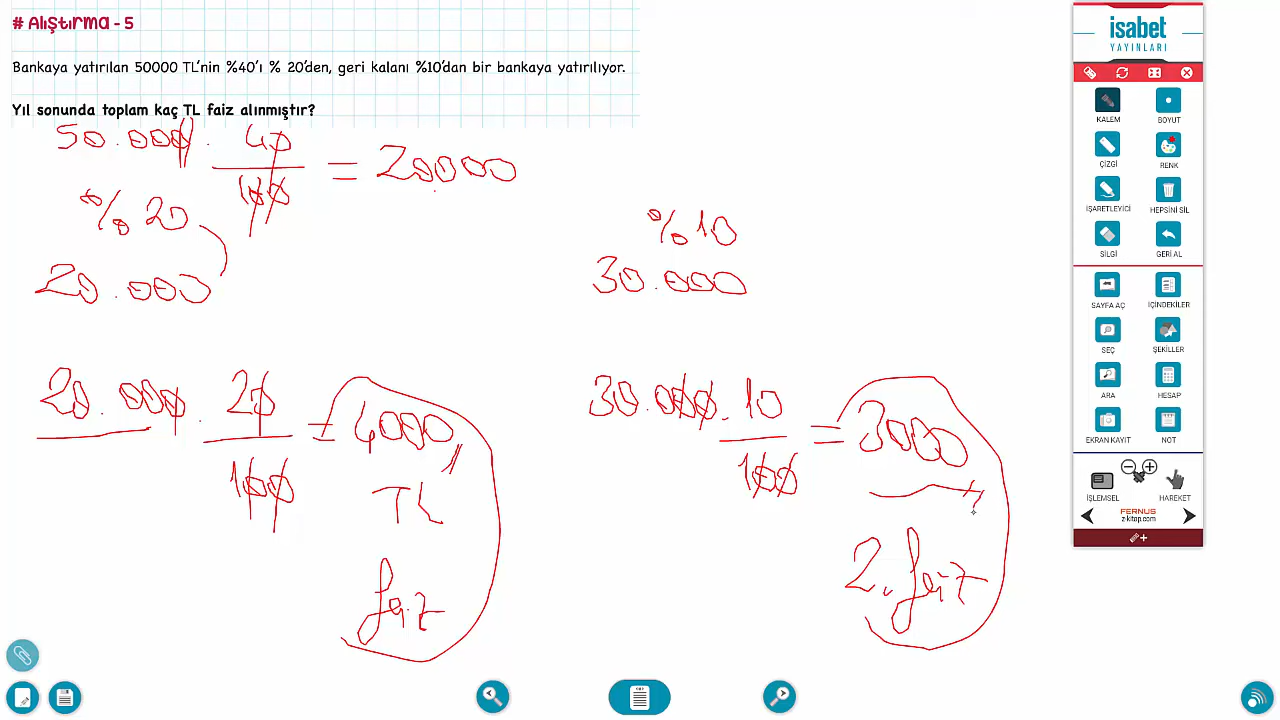 # Alıştırma - 5
Bankaya yatırılan 50000 TL'nin %40'ı % 20'den, geri kalanı %10'dan bir bankaya yatırılıyor.
Yıl sonunda toplam kaç TL faiz alınmıştır?
50.000 . 40/100 = 20000
% 20
20.000
% 10
30.000
20.000 . 20/100 = 4000
TL
faiz
30.000 . 10/100 = 3000
2. faiz
isabet
YAYINLARI
KALEM
BOYUT
ÇİZGİ
RENK
İŞARETLEYİCİ
HEPSİNİ SİL
SİLGİ
GERİ AL
SAYFA AÇ
İÇİNDEKİLER
SEÇ
ŞEKİLLER
ARA
HESAP
EKRAN KAYIT
NOT
İŞLEMSEL
HAREKET
FERNUS
z-kitap.com